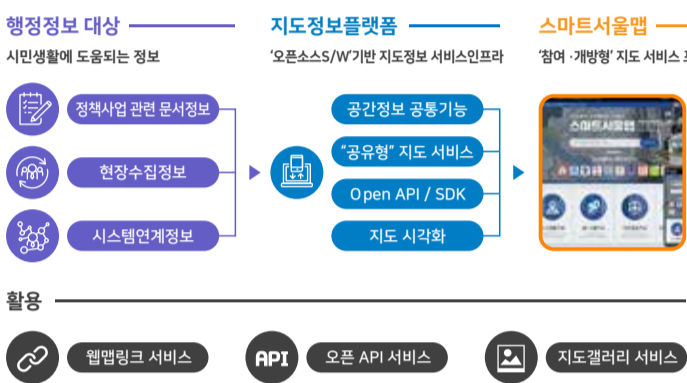 행정정보 대상
시민생활에 도움되는 정보
정책사업 관련 문서정보
현장수집정보
시스템연계정보
지도정보플랫폼
'오픈소스S/W'기반 지도정보 서비스인프라
공간정보 공통기능
“공유형” 지도 서비스
Open API / SDK
지도 시각화
스마트서울맵
'참여·개방형' 지도 서비스
스마트서울맵
활용
웹맵링크 서비스
API
오픈 API 서비스
지도갤러리 서비스